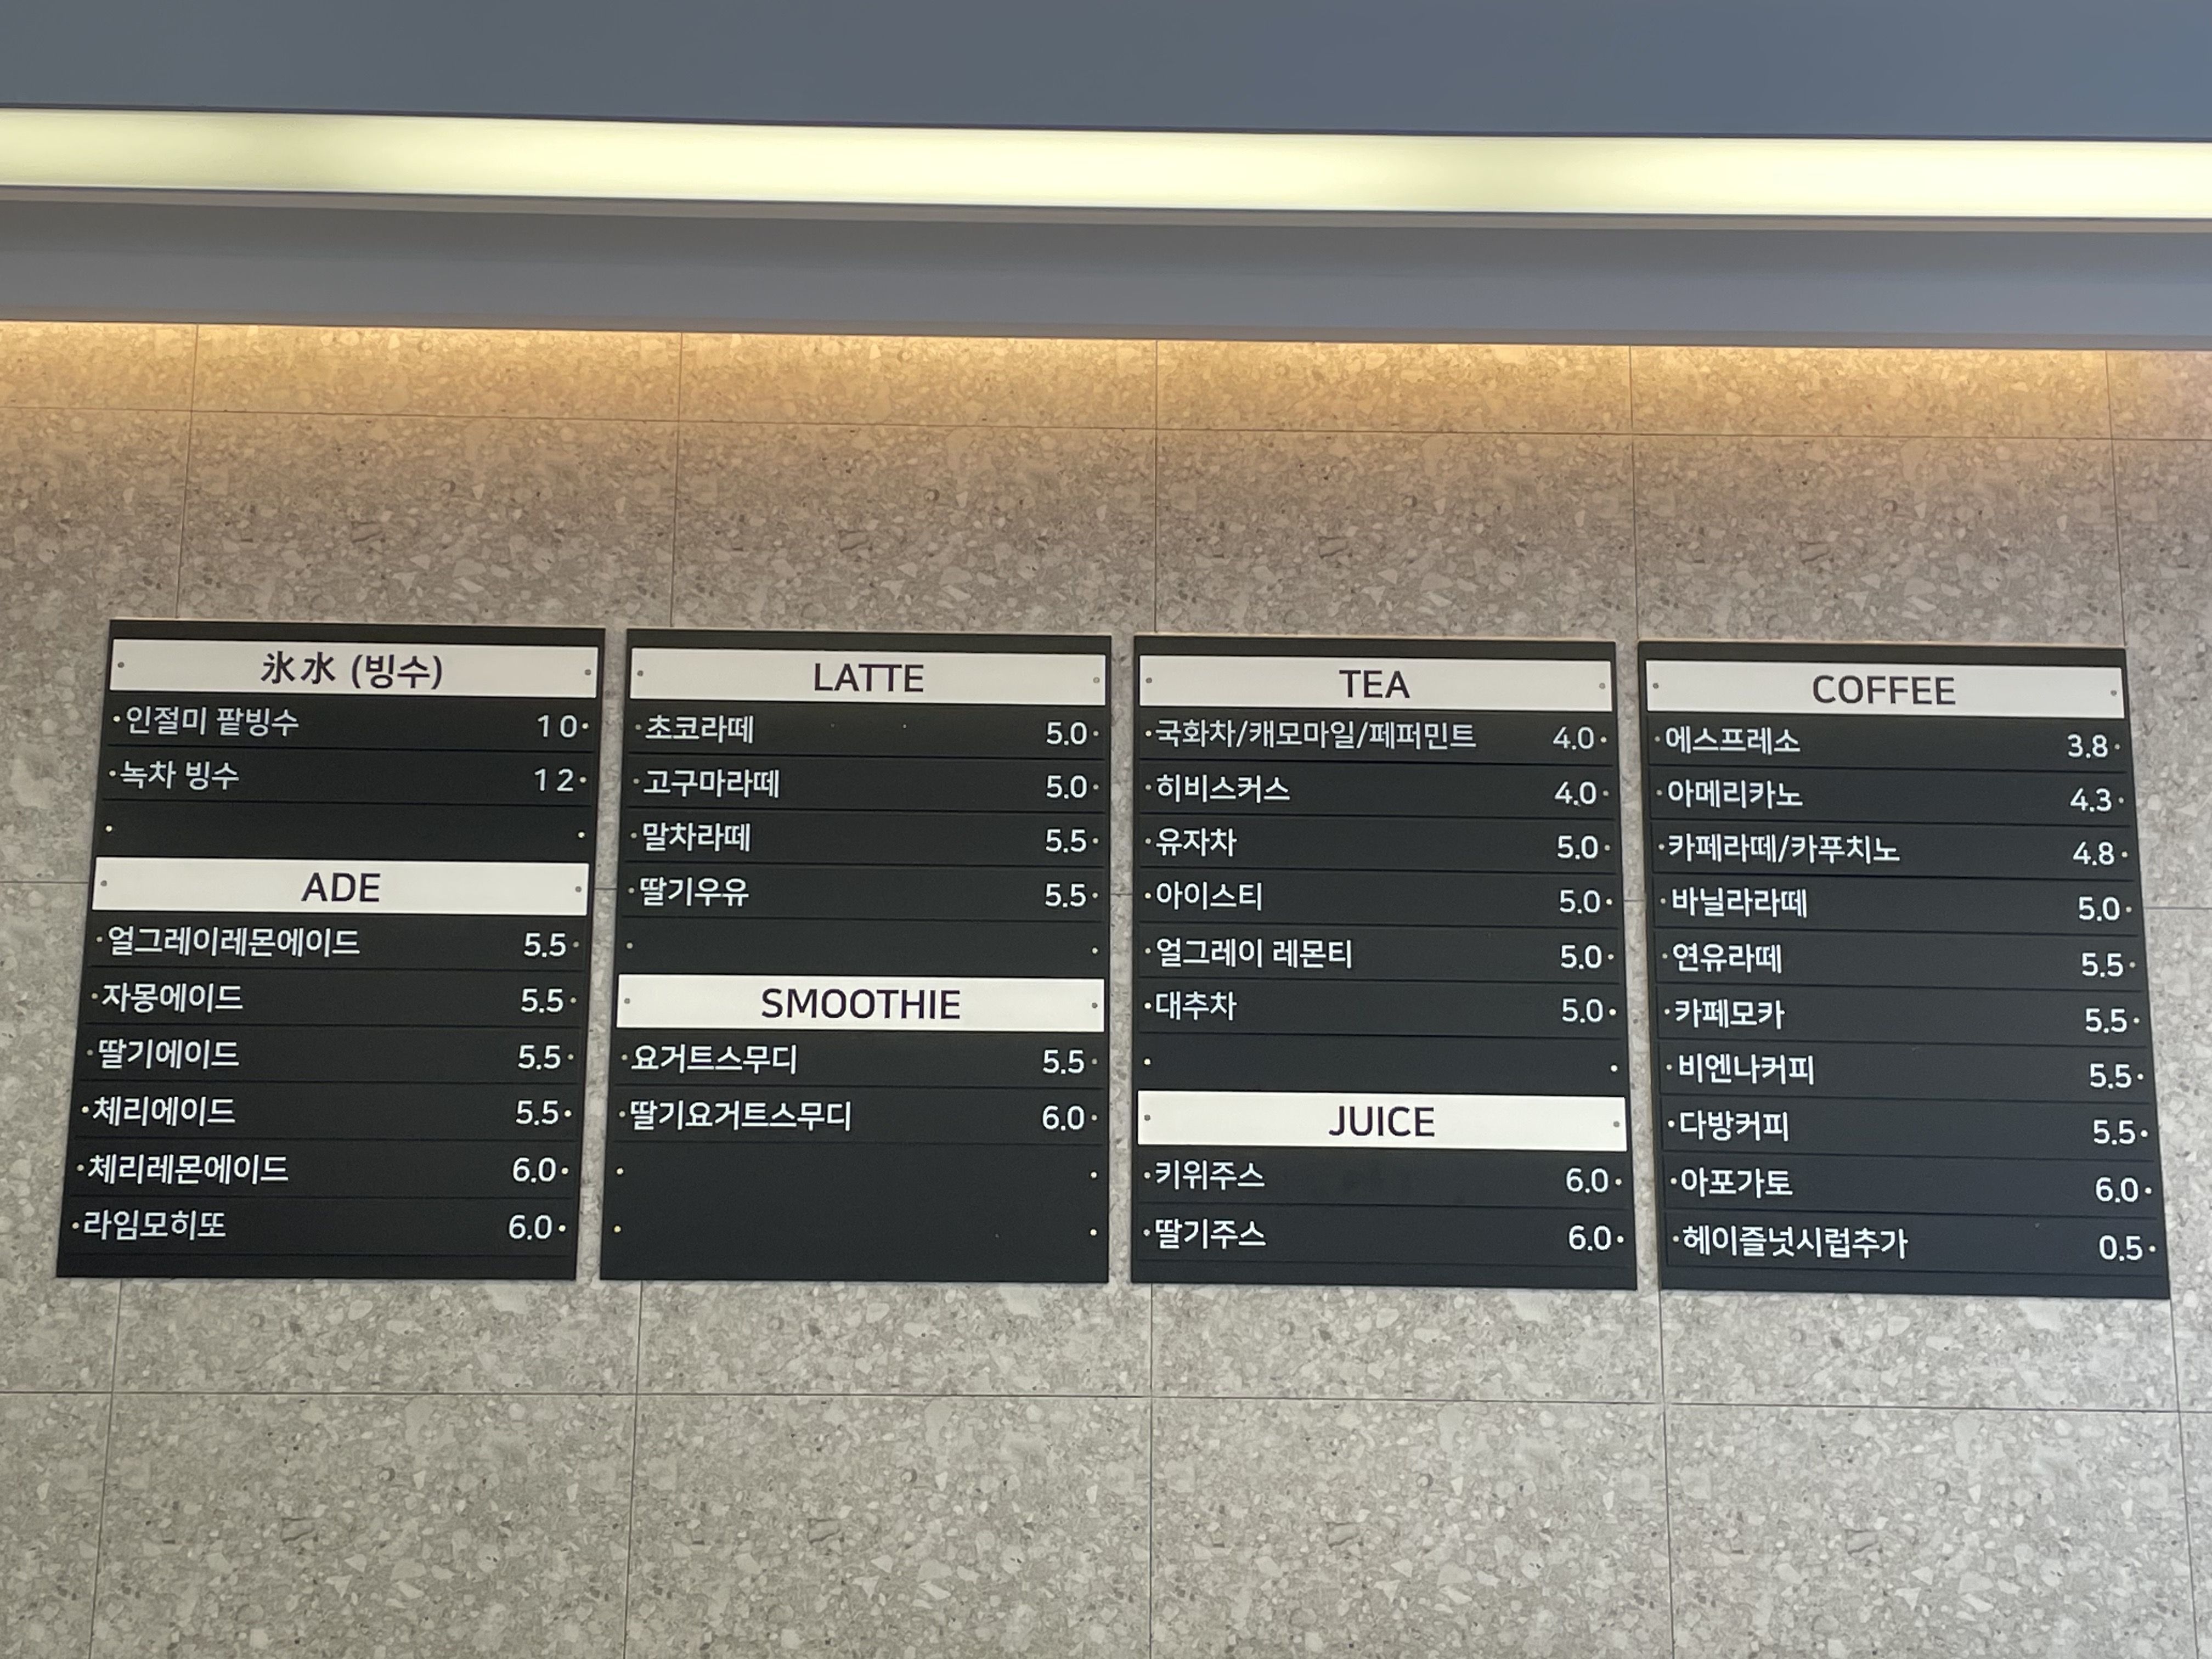 氷水 (빙수)
인절미 팥빙수 10
녹차 빙수 12
ADE
얼그레이레몬에이드 5.5
자몽에이드 5.5
딸기에이드 5.5
체리에이드 5.5
체리레몬에이드 6.0
라임모히또 6.0
LATTE
초코라떼 5.0
고구마라떼 5.0
말차라떼 5.5
딸기우유 5.5
SMOOTHIE
요거트스무디 5.5
딸기요거트스무디 6.0
TEA
국화차/캐모마일/페퍼민트 4.0
히비스커스 4.0
유자차 5.0
아이스티 5.0
얼그레이 레몬티 5.0
대추차 5.0
JUICE
키위주스 6.0
딸기주스 6.0
COFFEE
에스프레소 3.8
아메리카노 4.3
카페라떼/카푸치노 4.8
바닐라라떼 5.0
연유라떼 5.5
카페모카 5.5
비엔나커피 5.5
다방커피 5.5
아포가토 6.0
헤이즐넛시럽추가 0.5